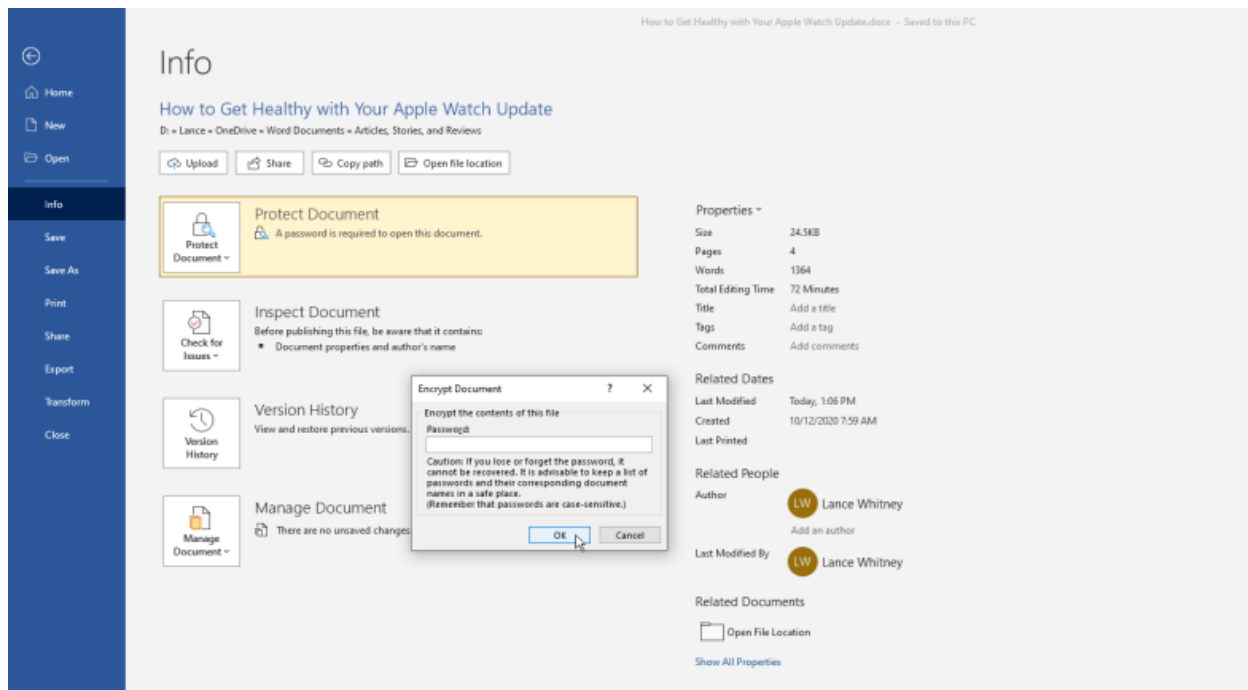 How to Get Healthy with Your Apple Watch Update.docx - Saved to this PC
Home
New
Open
Info
Save
Save As
Print
Share
Export
Transform
Close
Info
How to Get Healthy with Your Apple Watch Update
D: » Lance » OneDrive » Word Documents » Articles, Stories, and Reviews
Upload
Share
Copy path
Open file location
Protect
Document
Protect Document
A password is required to open this document.
Check for
Issues
Inspect Document
Before publishing this file, be aware that it contains:
Document properties and author's name
Version
History
Version History
View and restore previous versions.
Manage
Document
Manage Document
There are no unsaved changes
Encrypt Document
Encrypt the contents of this file
Password:
Caution: If you lose or forget the password, it
cannot be recovered. It is advisable to keep a list of
passwords and their corresponding document
names in a safe place.
(Remember that passwords are case-sensitive.)
OK
Cancel
Properties
Size 24.5KB
Pages 4
Words 1364
Total Editing Time 72 Minutes
Title Add a title
Tags Add a tag
Comments Add comments
Related Dates
Last Modified Today, 1:06 PM
Created 10/12/2020 7:59 AM
Last Printed
Related People
Author LW Lance Whitney
Add an author
Last Modified By LW Lance Whitney
Related Documents
Open File Location
Show All Properties